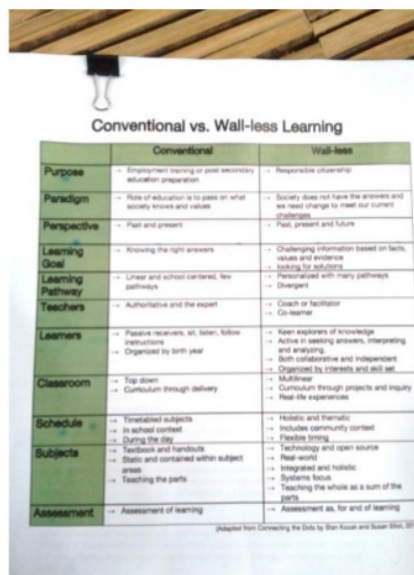 Conventional vs. Wall-less Learning
Conventional Wall-less
Purpose
→ Employment training or post secondary
education preparation
→ Responsible citizenship
Paradigm
→ Role of education is to pass on what
society knows and values
→ Society does not have the answers and
we need change to meet our current
challenges
Perspective
→ Past and present
→ Past, present and future
Learning
Goal
→ Knowing the right answers
→ Challenging information based on facts,
values and evidence
looking for solutions
Learning
Pathway
→ Linear and school centered, few
pathways
→ Personalized with many pathways
→ Divergent
Teachers
→ Authoritative and the expert
→ Coach or facilitator
→ Co-learner
Learners
→ Passive receivers, sit, listen, follow
instructions
→ Organized by birth year
→ Keen explorers of knowledge
→ Active in seeking answers, interpreting
and analyzing,
→ Both collaborative and independent
→ Organized by interests and skill set
Classroom
→ Top down
→ Curriculum through delivery
→ Multilinear
→ Curriculum through projects and inquiry
→ Real-life experiences
Schedule
→ Timetabled subjects
→ In school context
→ During the day
→ Holistic and thematic
→ Includes community context
→ Flexible timing
Subjects
→ Textbook and handouts
→ Static and contained within subject
areas
→ Teaching the parts
→ Technology and open source
→ Real-world
→ Integrated and holistic
→ Systems focus
→ Teaching the whole as a sum of the
parts
Assessment
→ Assessment of learning
→ Assessment as, for and of learning
(Adapted from Connecting the Dots by Stan Kozak and Susan Elliot,